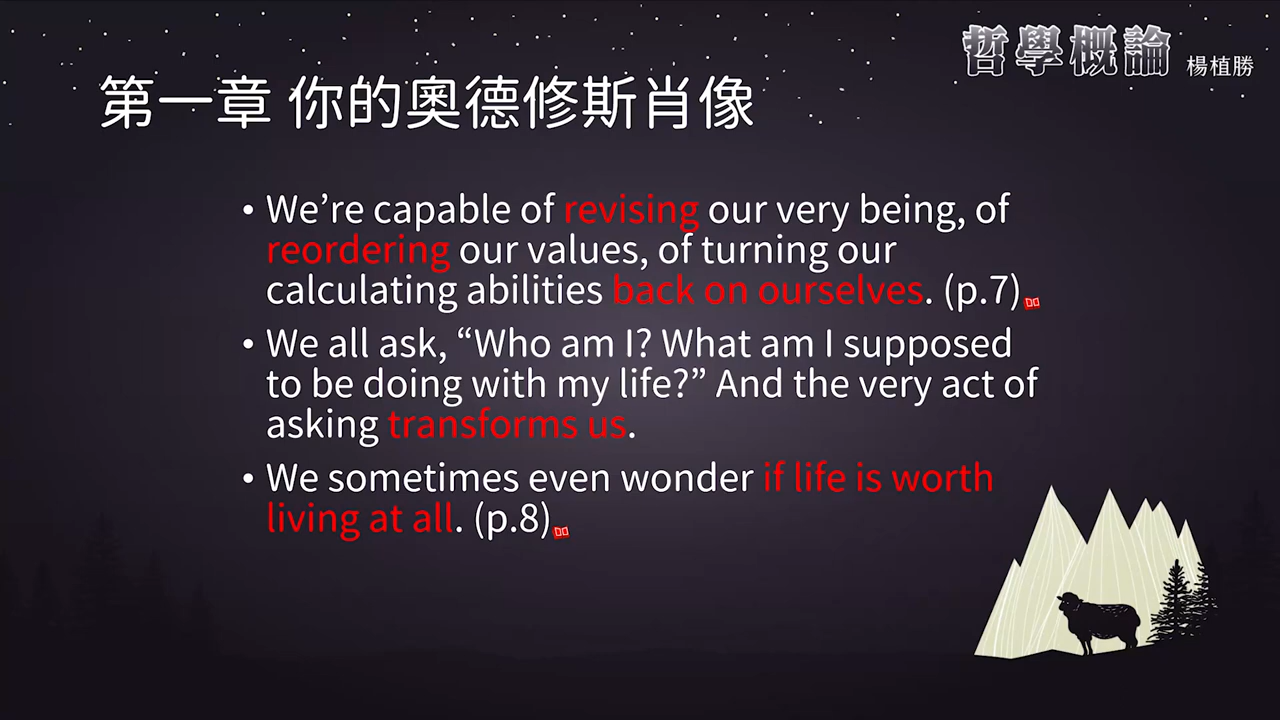 哲學概論 楊植勝
第一章 你的奧德修斯肖像
• We’re capable of revising our very being, of
reordering our values, of turning our
calculating abilities back on ourselves. (p.7)
• We all ask, “Who am I? What am I supposed
to be doing with my life?” And the very act of
asking transforms us.
• We sometimes even wonder if life is worth
living at all. (p.8)